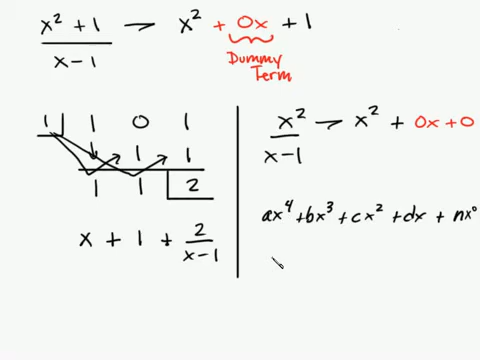 x² + 1 / x - 1 → x² + 0x + 1
Dummy
Term
1 | 1 0 1
1 1
1 1 | 2
x + 1 + 2 / x - 1
x² / x - 1 → x² + 0x + 0
ax⁴ + bx³ + cx² + dx + nx⁰